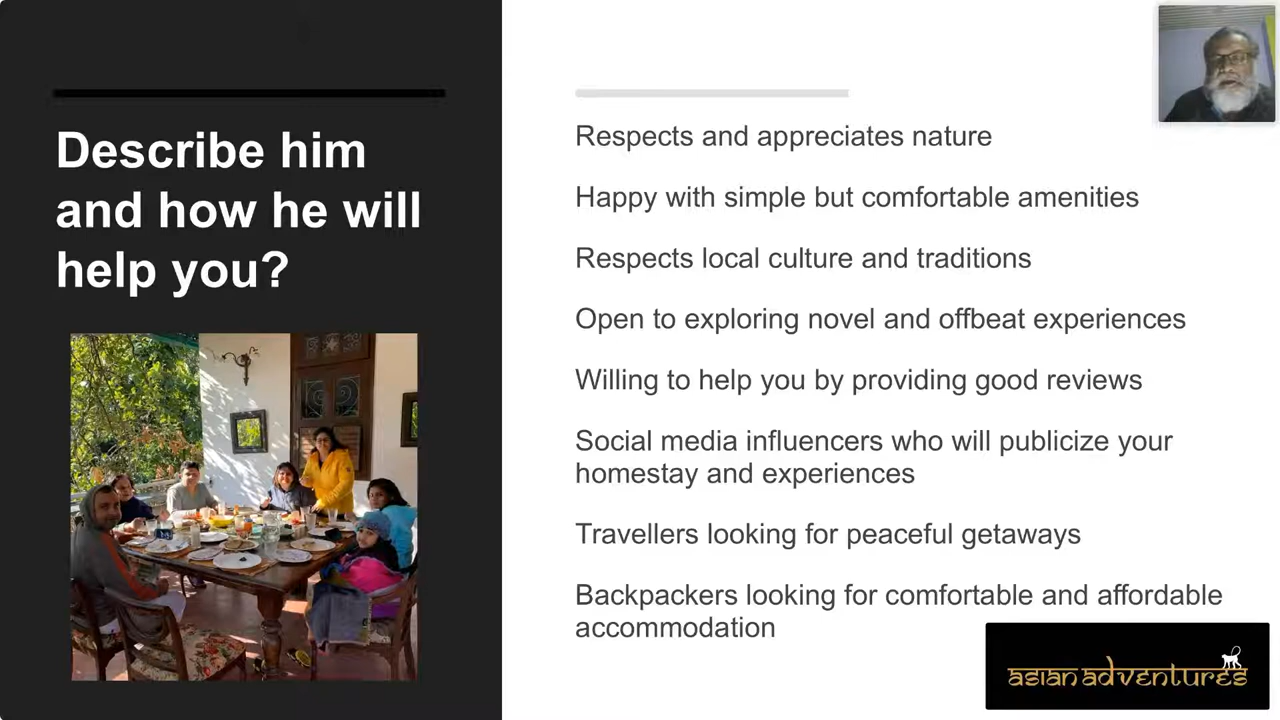 Describe him
and how he will
help you?
Respects and appreciates nature
Happy with simple but comfortable amenities
Respects local culture and traditions
Open to exploring novel and offbeat experiences
Willing to help you by providing good reviews
Social media influencers who will publicize your
homestay and experiences
Travellers looking for peaceful getaways
Backpackers looking for comfortable and affordable
accommodation
asian adventures